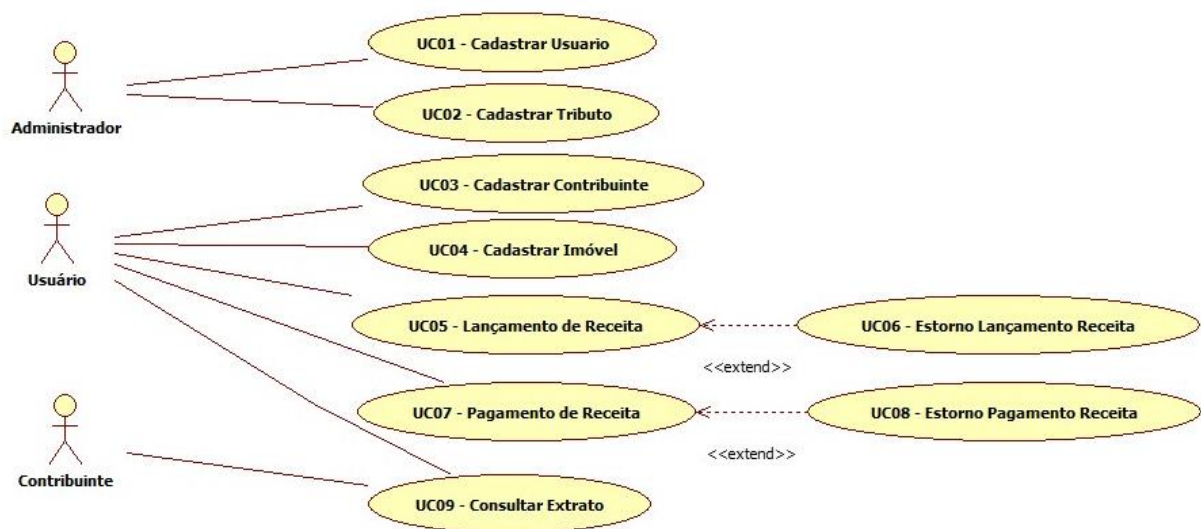 UC01 - Cadastrar Usuario
Administrador
UC02 - Cadastrar Tributo
UC03 - Cadastrar Contribuinte
Usuário
UC04 - Cadastrar Imóvel
UC05 - Lançamento de Receita
UC06 - Estorno Lançamento Receita
<<extend>>
UC07 - Pagamento de Receita
UC08 - Estorno Pagamento Receita
<<extend>>
Contribuinte
UC09 - Consultar Extrato